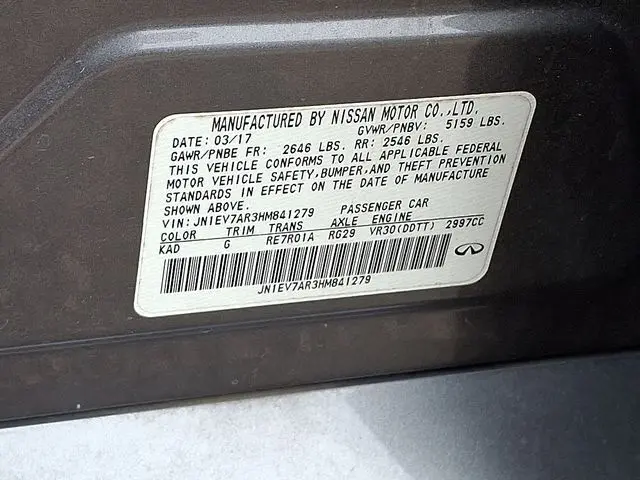 MANUFACTURED BY NISSAN MOTOR CO.,LTD.
DATE: 03/17 GVWR/PNBV: 5159 LBS.
GAWR/PNBE FR: 2646 LBS. RR: 2546 LBS.
THIS VEHICLE CONFORMS TO ALL APPLICABLE FEDERAL
MOTOR VEHICLE SAFETY,BUMPER,AND THEFT PREVENTION
STANDARDS IN EFFECT ON THE DATE OF MANUFACTURE
SHOWN ABOVE.
VIN: JN1EV7AR3HM841279 PASSENGER CAR
COLOR TRIM TRANS AXLE ENGINE
KAD G RE7R01A RG29 VR30(DDTT) 2997CC
JN1EV7AR3HM841279